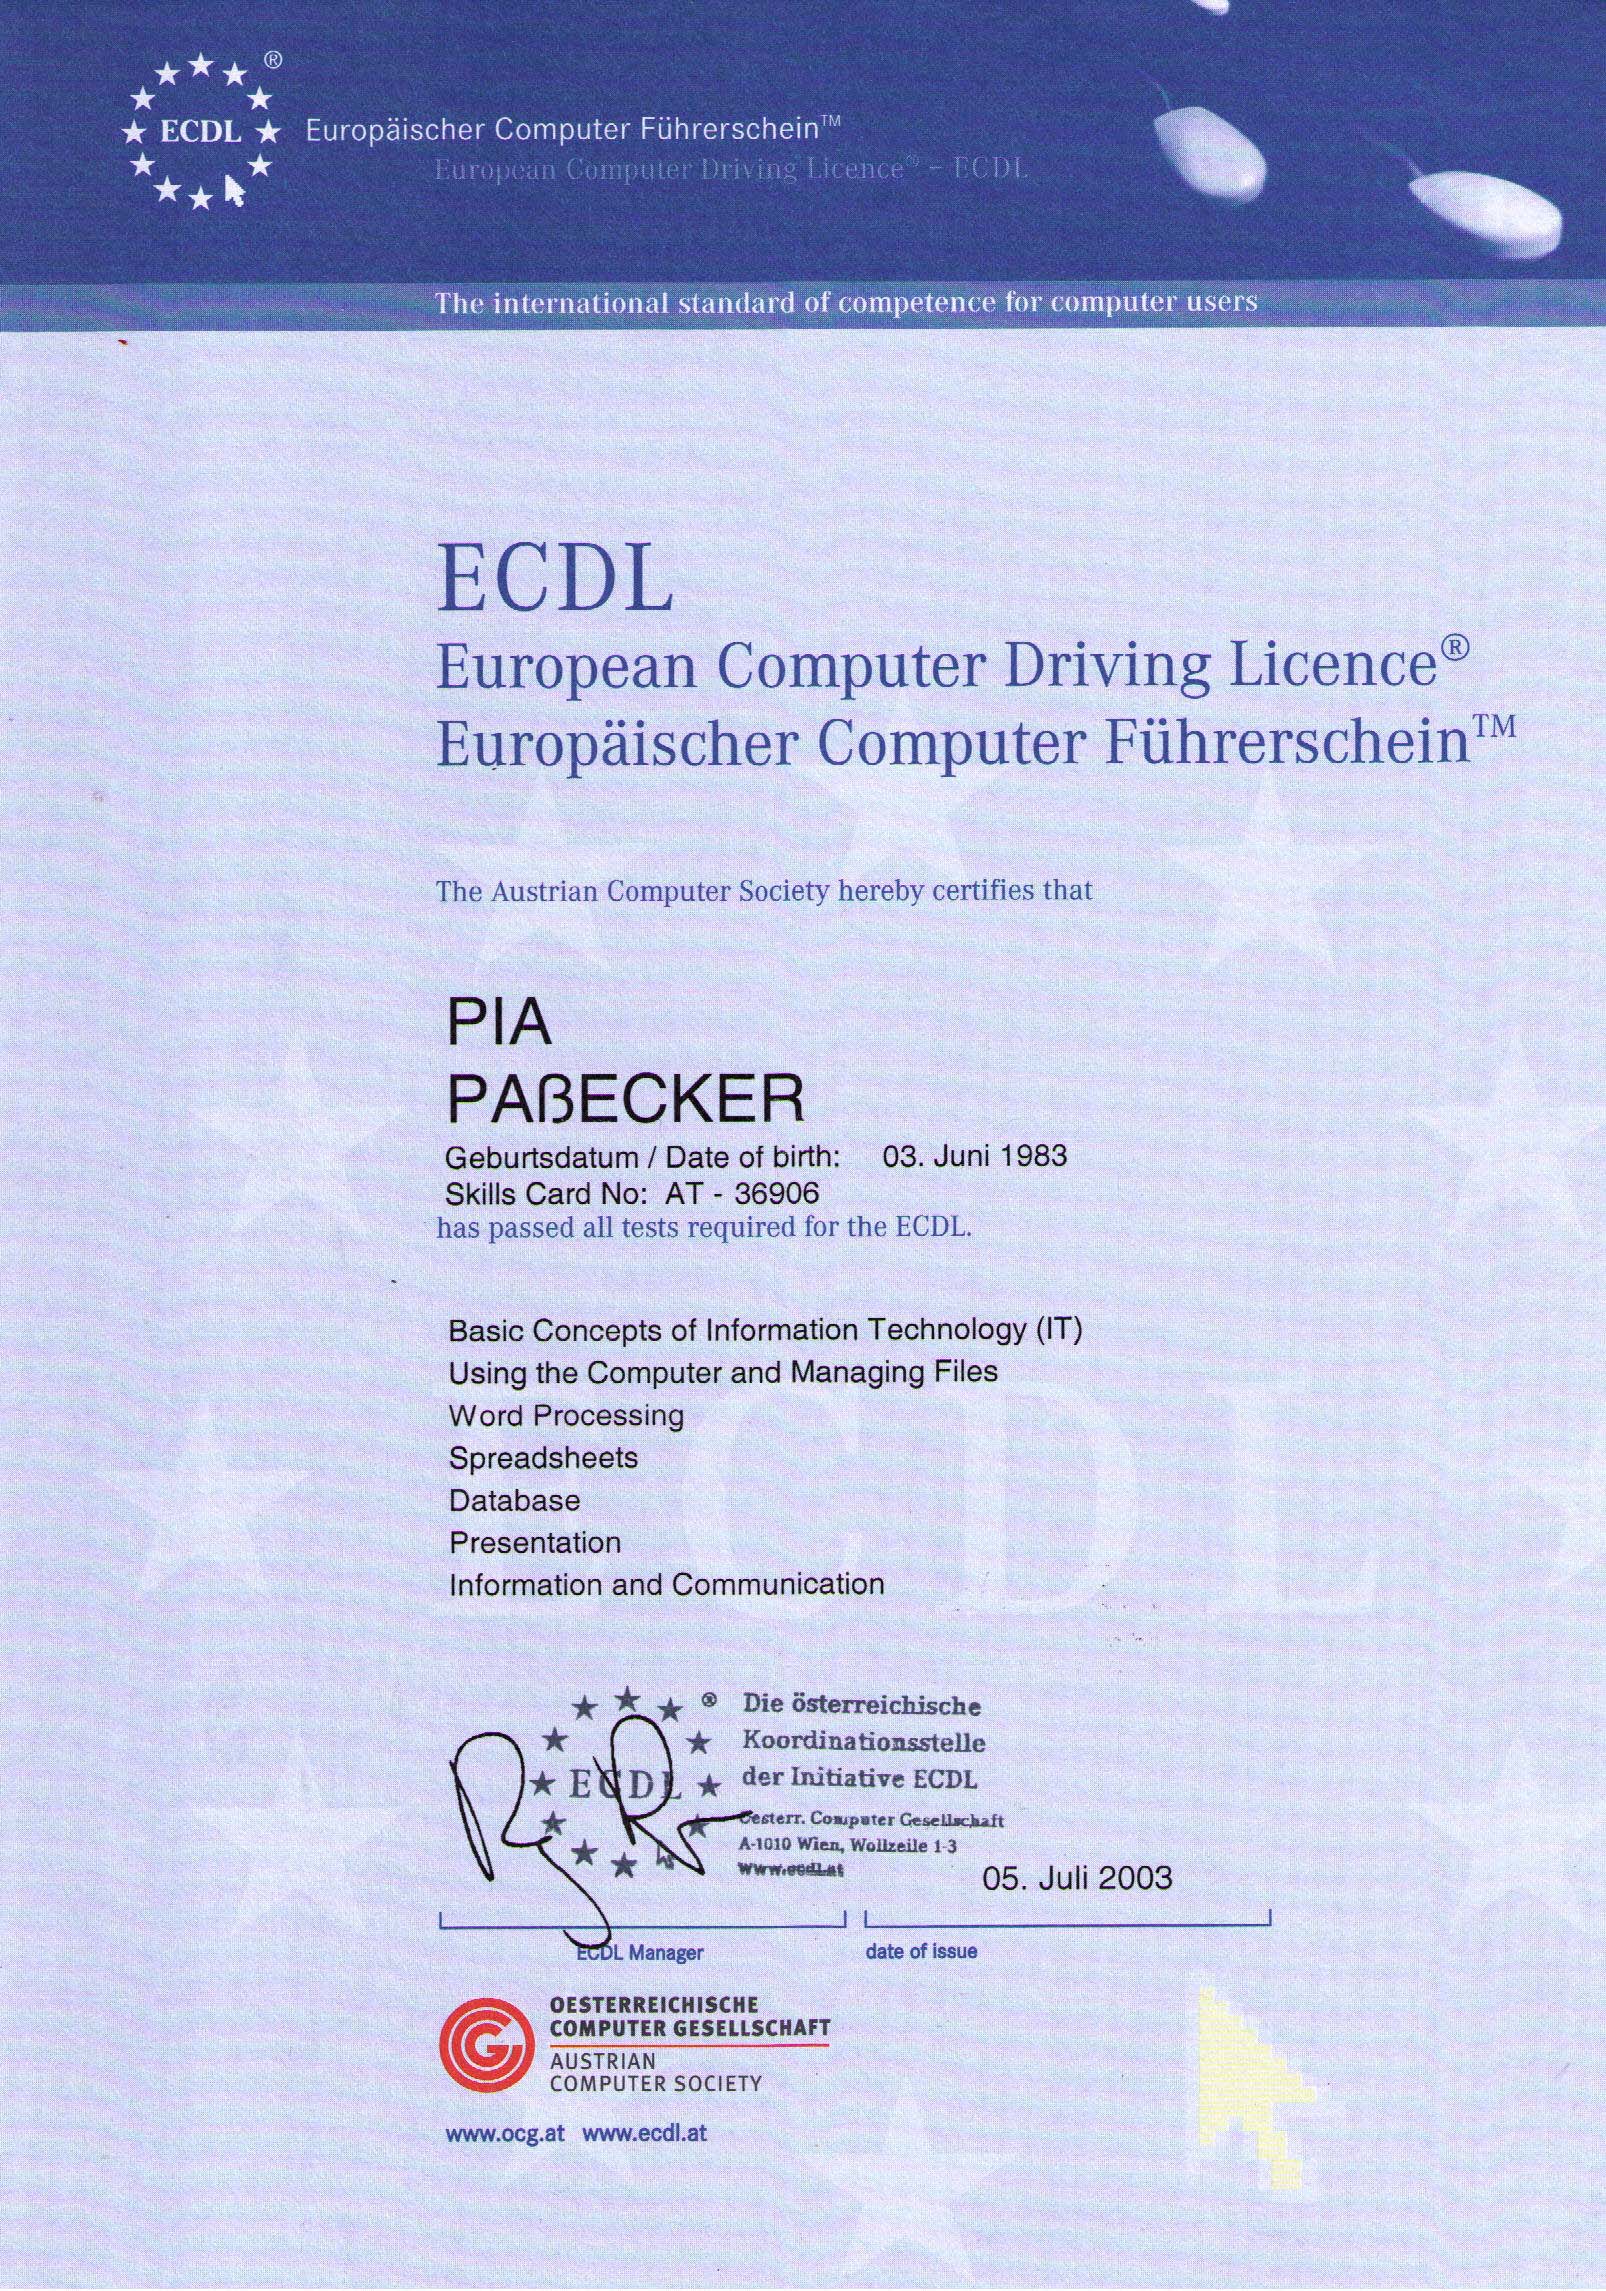 ECDL ®
Europäischer Computer Führerschein™
European Computer Driving Licence® – ECDL
The international standard of competence for computer users
ECDL
European Computer Driving Licence®
Europäischer Computer Führerschein™
The Austrian Computer Society hereby certifies that
PIA
PAßECKER
Geburtsdatum / Date of birth: 03. Juni 1983
Skills Card No: AT - 36906
has passed all tests required for the ECDL.
Basic Concepts of Information Technology (IT)
Using the Computer and Managing Files
Word Processing
Spreadsheets
Database
Presentation
Information and Communication
ECDL ®
Die österreichische
Koordinationsstelle
der Initiative ECDL
Oesterr. Computer Gesellschaft
A-1010 Wien, Wollzeile 1-3
www.ecdl.at
05. Juli 2003
ECDL Manager
date of issue
OESTERREICHISCHE
COMPUTER GESELLSCHAFT
AUSTRIAN
COMPUTER SOCIETY
www.ocg.at www.ecdl.at